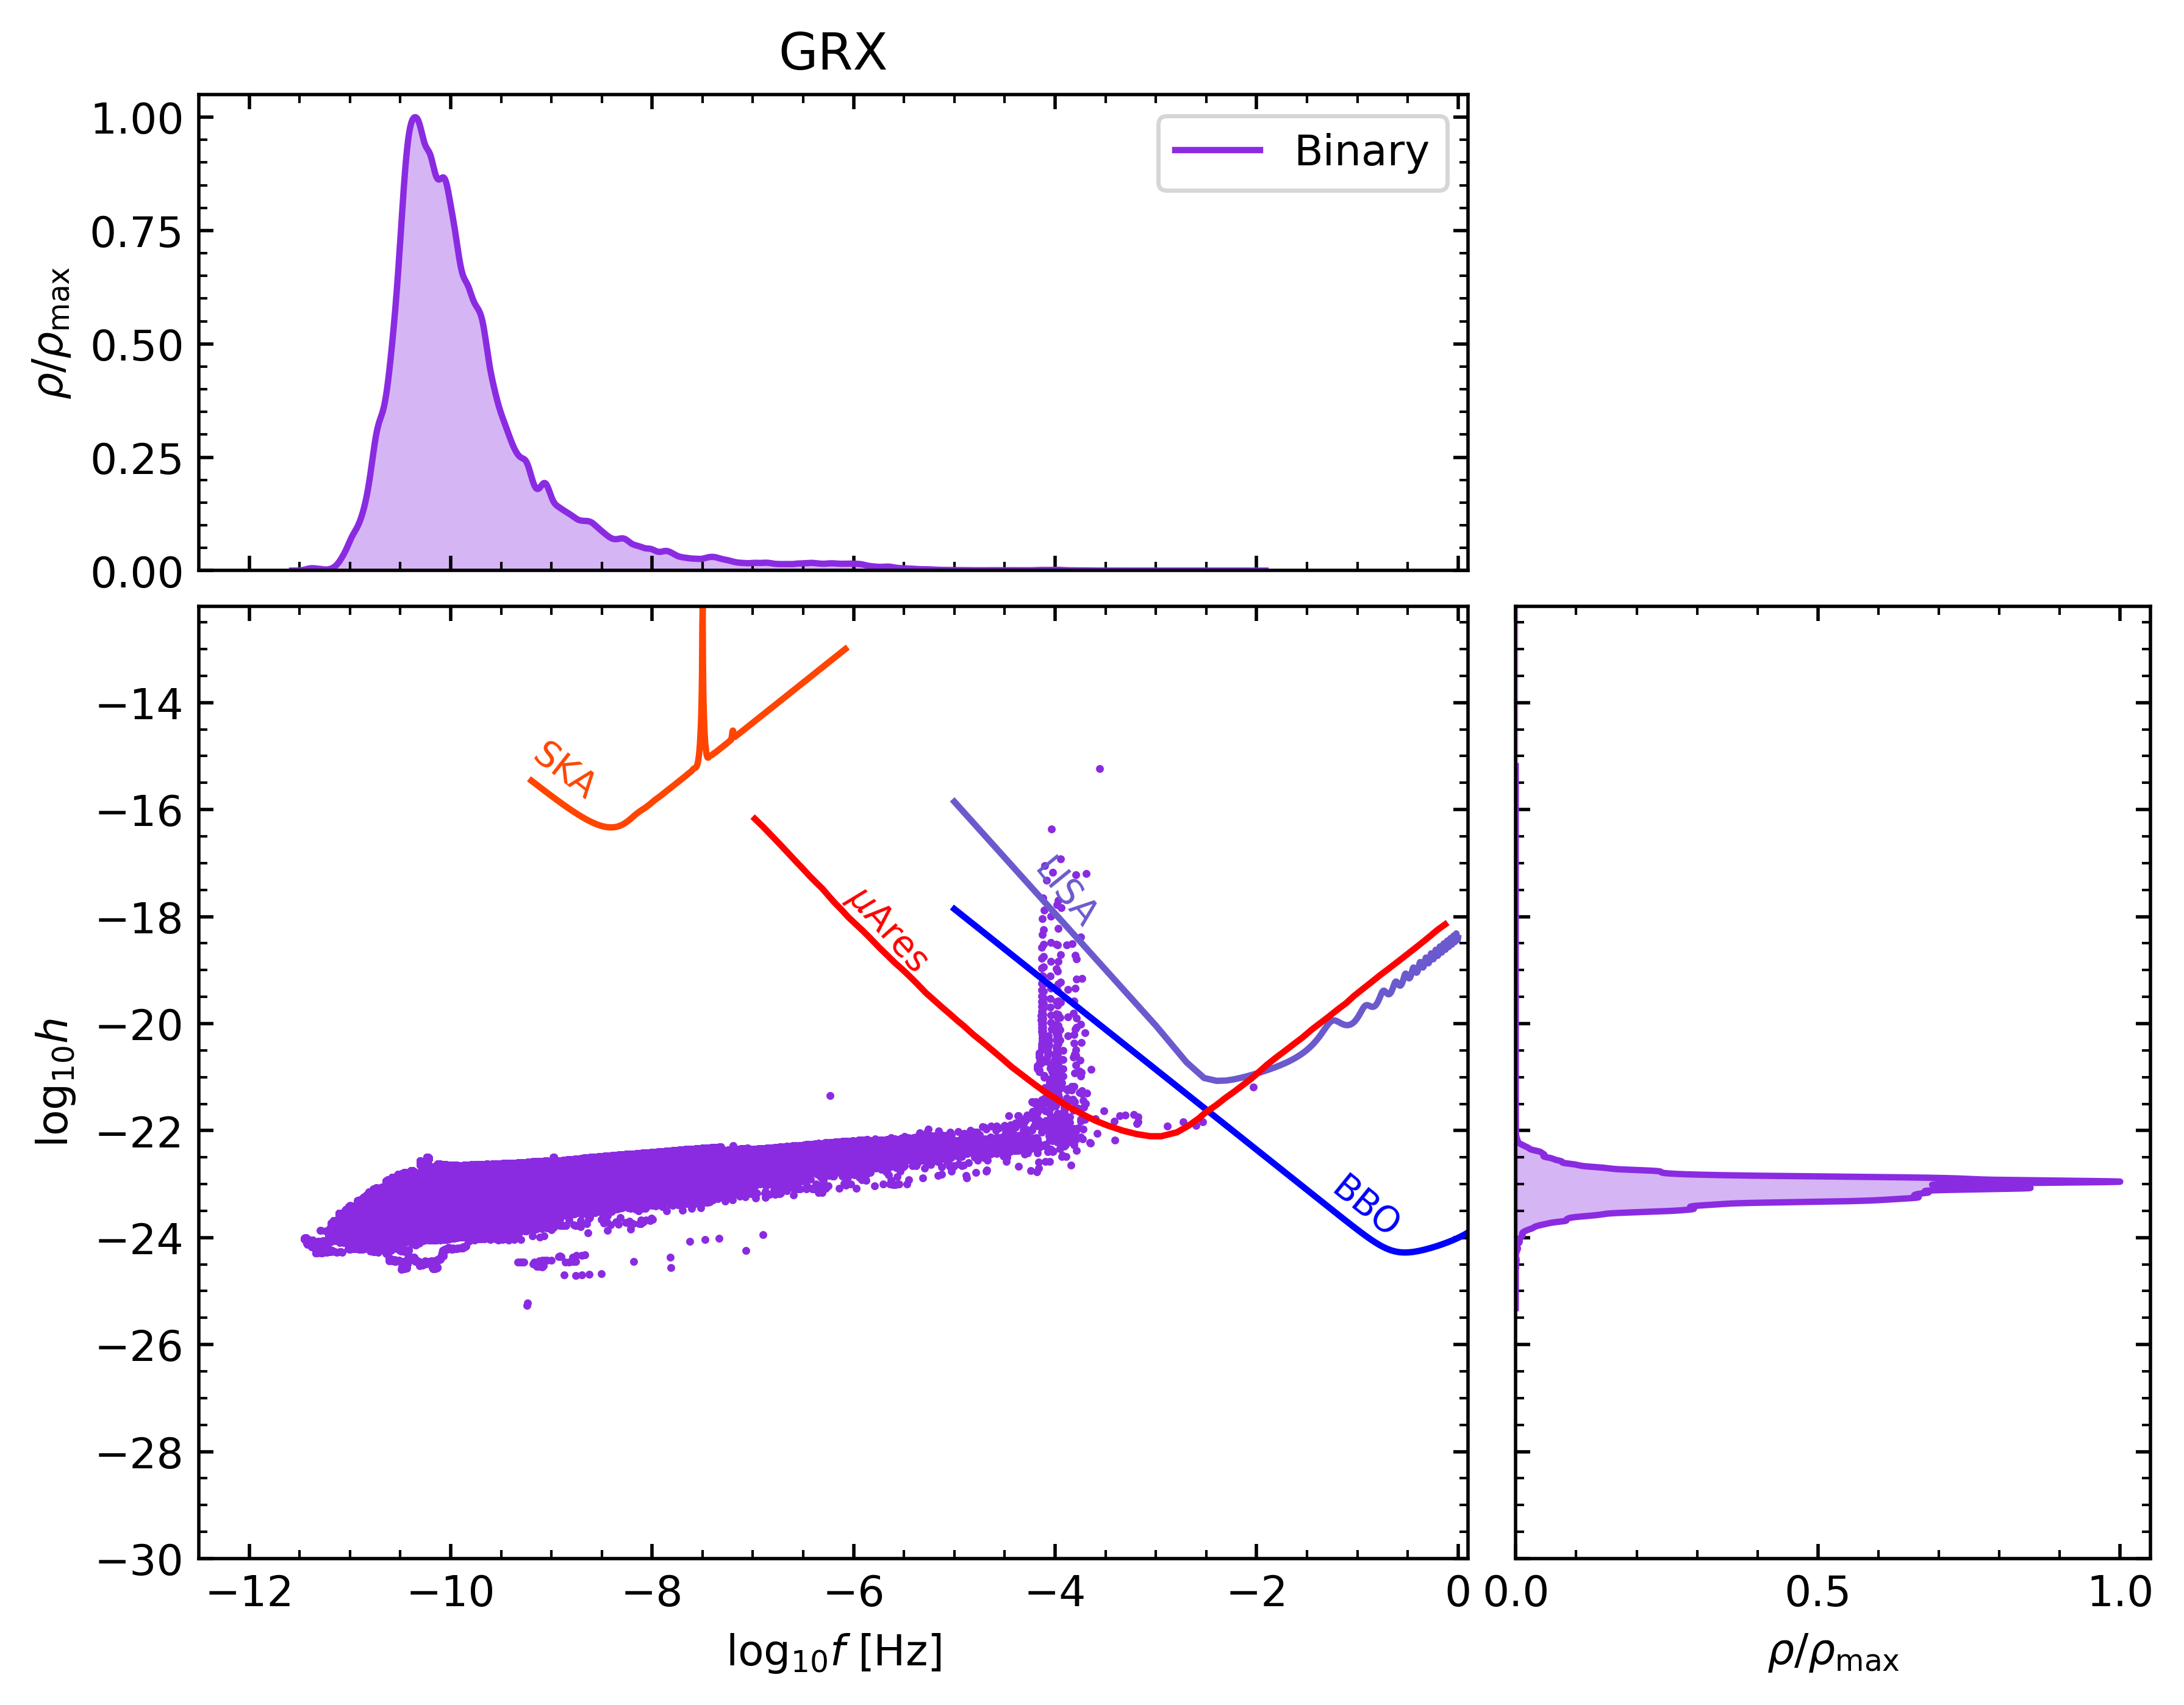 GRX
1.00
0.75
0.50
0.25
0.00
ρ/ρmax
Binary
−14
−16
−18
−20
−22
−24
−26
−28
−30
log10h
SKA
μAres
LISA
BBO
−12 −10 −8 −6 −4 −2 0
log10f [Hz]
0.0 0.5 1.0
ρ/ρmax